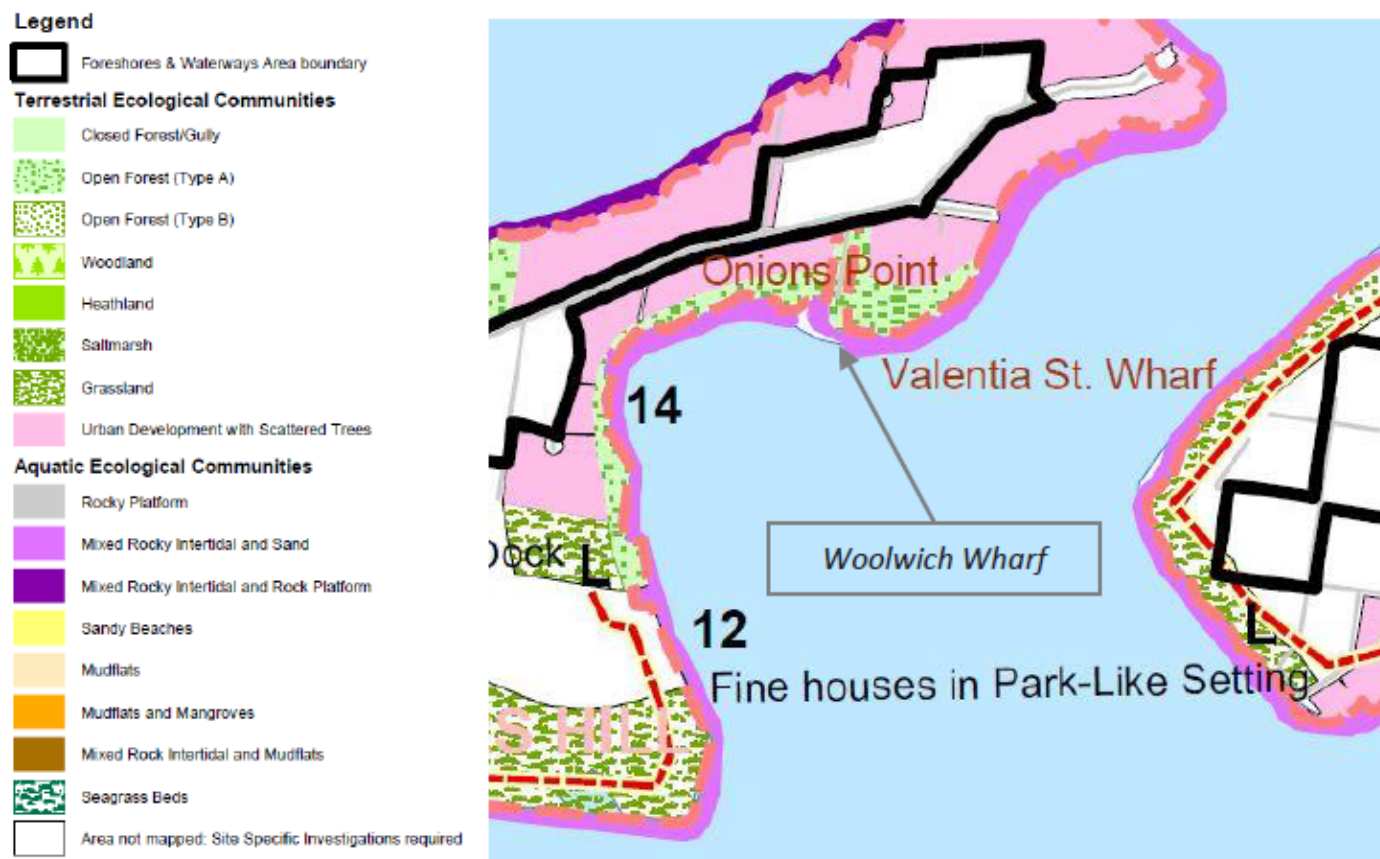 Legend
Foreshores & Waterways Area boundary
Terrestrial Ecological Communities
Closed Forest/Gully
Open Forest (Type A)
Open Forest (Type B)
Woodland
Heathland
Saltmarsh
Grassland
Urban Development with Scattered Trees
Aquatic Ecological Communities
Rocky Platform
Mixed Rocky Intertidal and Sand
Mixed Rocky Intertidal and Rock Platform
Sandy Beaches
Mudflats
Mudflats and Mangroves
Mixed Rock Intertidal and Mudflats
Seagrass Beds
Area not mapped: Site Specific Investigations required
Onions Point
Valentia St. Wharf
14
Woolwich Wharf
Dock L
12
L
Fine houses in Park-Like Setting
S HILL